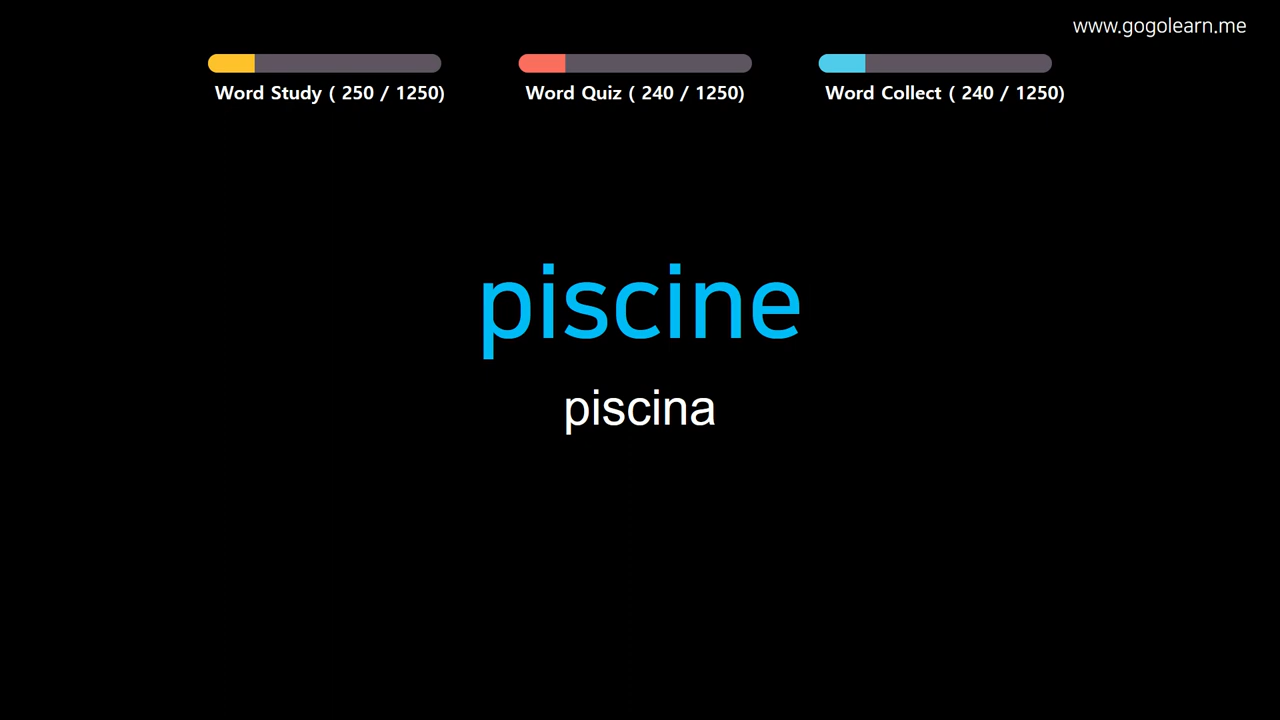 www.gogolearn.me
Word Study ( 250 / 1250)
Word Quiz ( 240 / 1250)
Word Collect ( 240 / 1250)
piscine
piscina